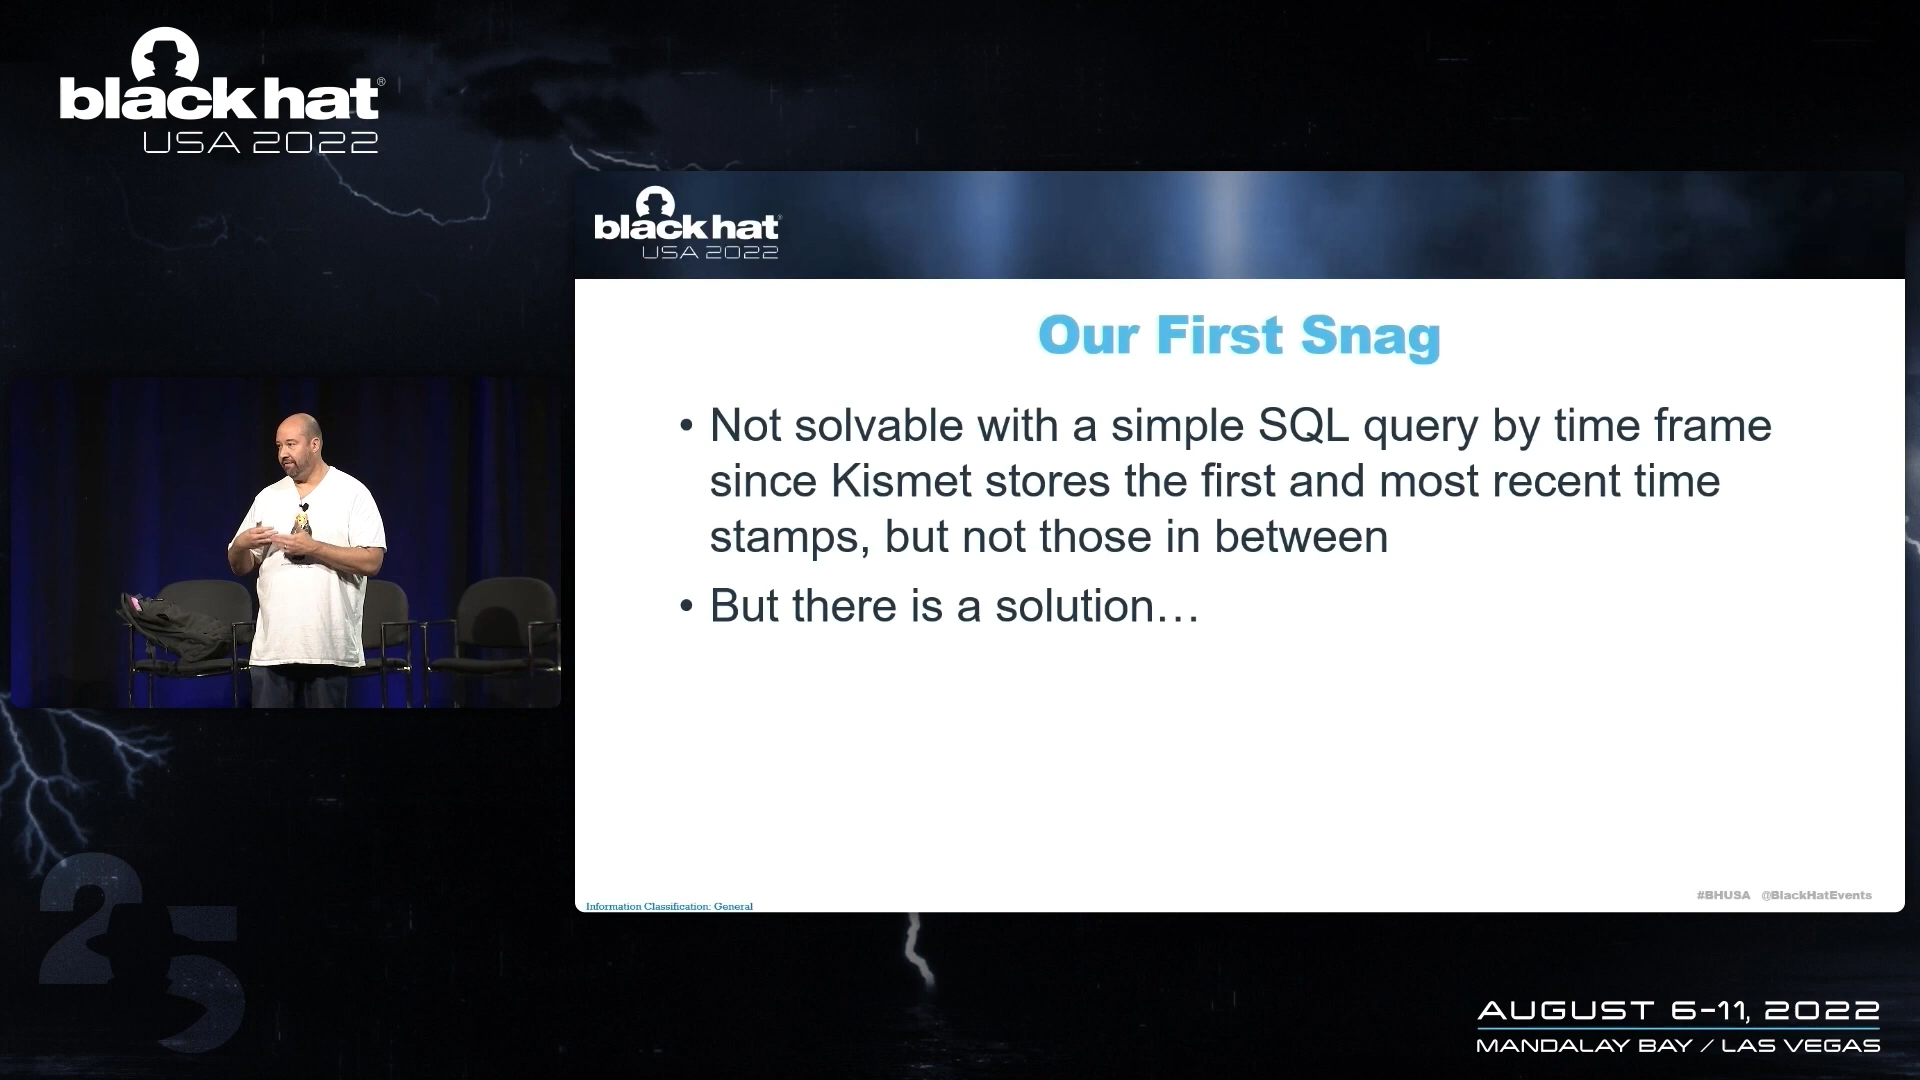 black hat®
USA 2022
black hat®
USA 2022
Our First Snag
• Not solvable with a simple SQL query by time frame
since Kismet stores the first and most recent time
stamps, but not those in between
• But there is a solution…
#BHUSA @BlackHatEvents
Information Classification: General
25
AUGUST 6-11, 2022
MANDALAY BAY / LAS VEGAS